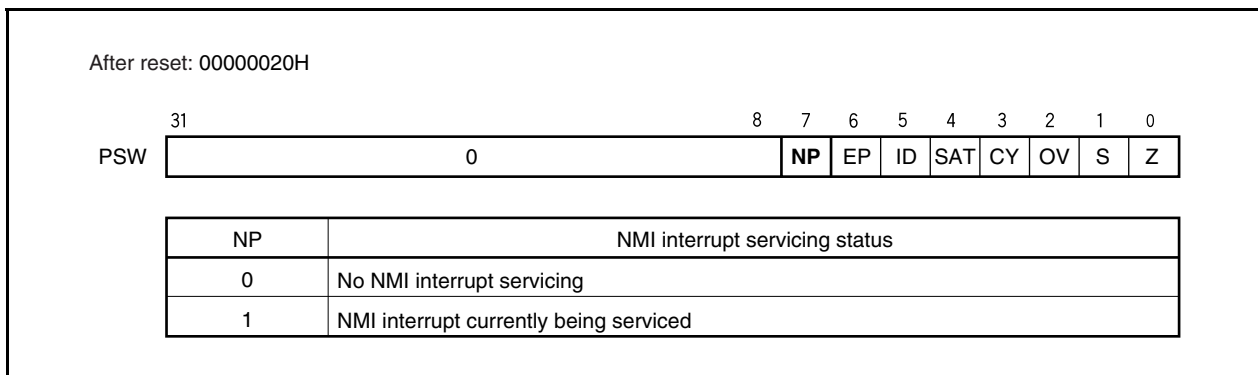 After reset: 00000020H
31 8 7 6 5 4 3 2 1 0
PSW 0 NP EP ID SAT CY OV S Z
NP NMI interrupt servicing status
0 No NMI interrupt servicing
1 NMI interrupt currently being serviced